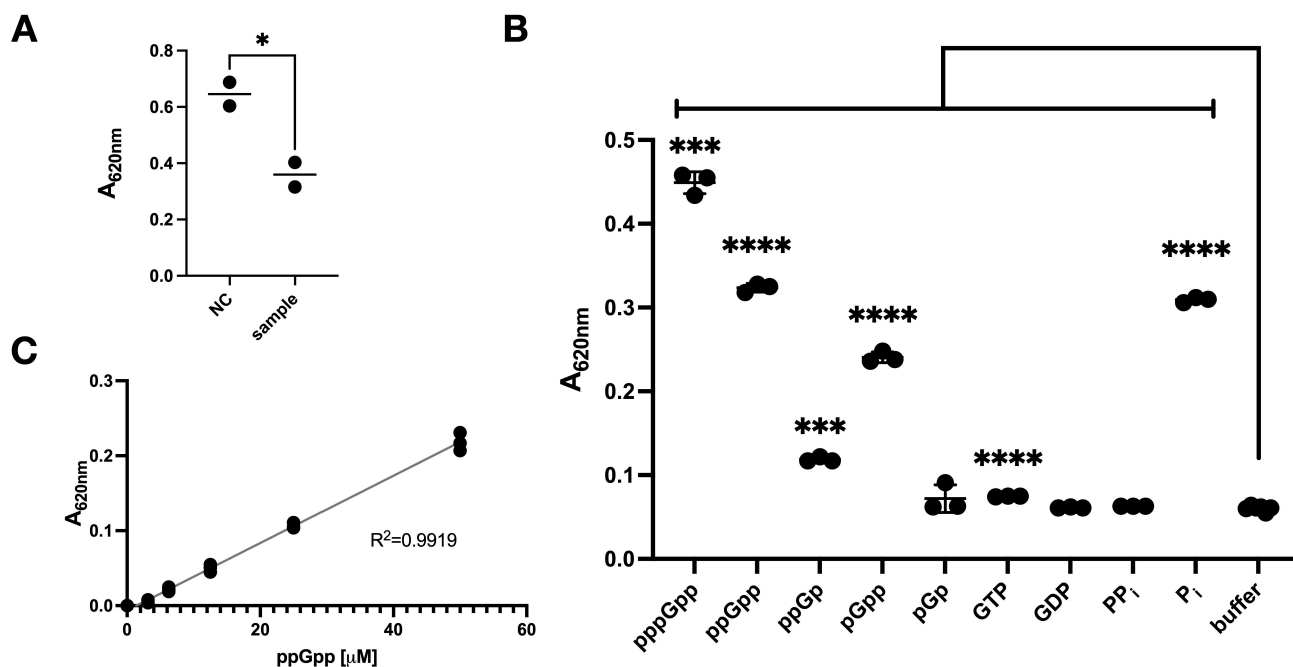 A
*
0.8
0.6
0.4
0.2
0.0
A620nm
NC
sample
B
0.5
0.4
0.3
0.2
0.1
0.0
A620nm
***
****
***
****
****
****
pppGpp
ppGpp
ppGp
pGpp
pGp
GTP
GDP
PPi
Pi
buffer
C
0.3
0.2
0.1
0.0
A620nm
R²=0.9919
0
20
40
60
ppGpp [μM]